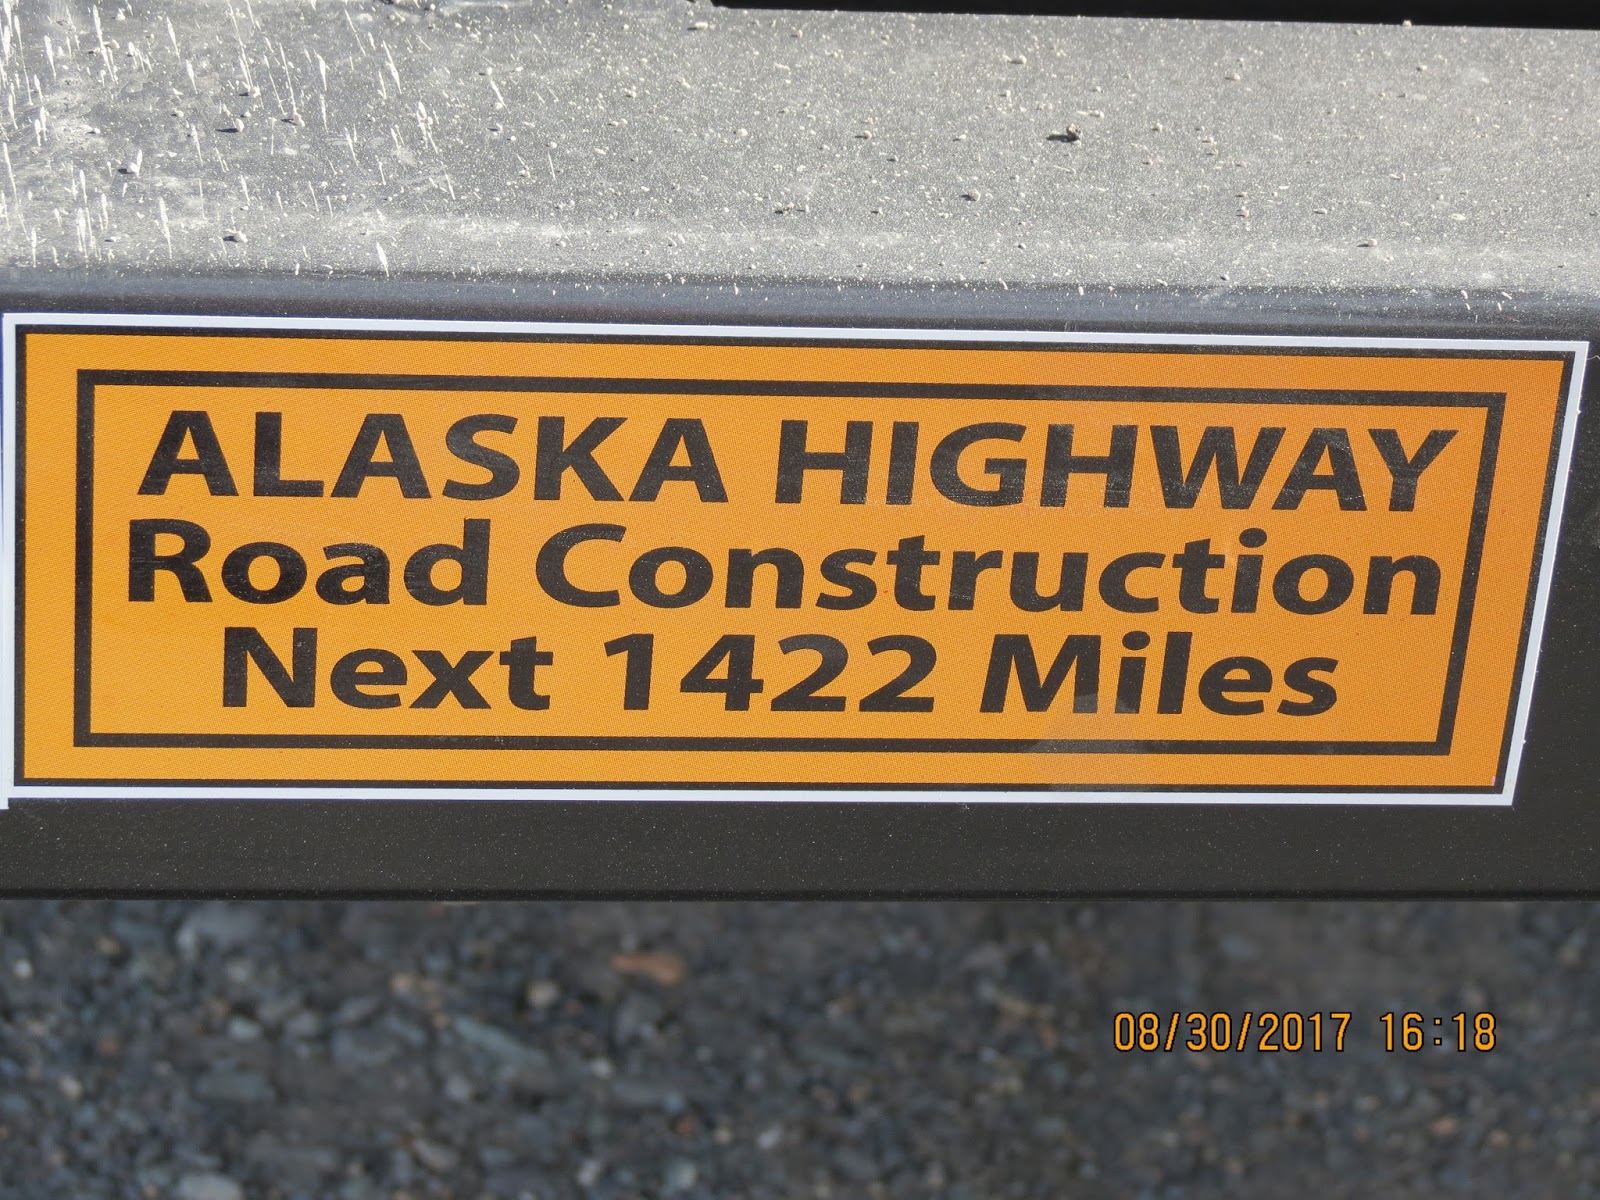 ALASKA HIGHWAY
Road Construction
Next 1422 Miles
08/30/2017 16:18